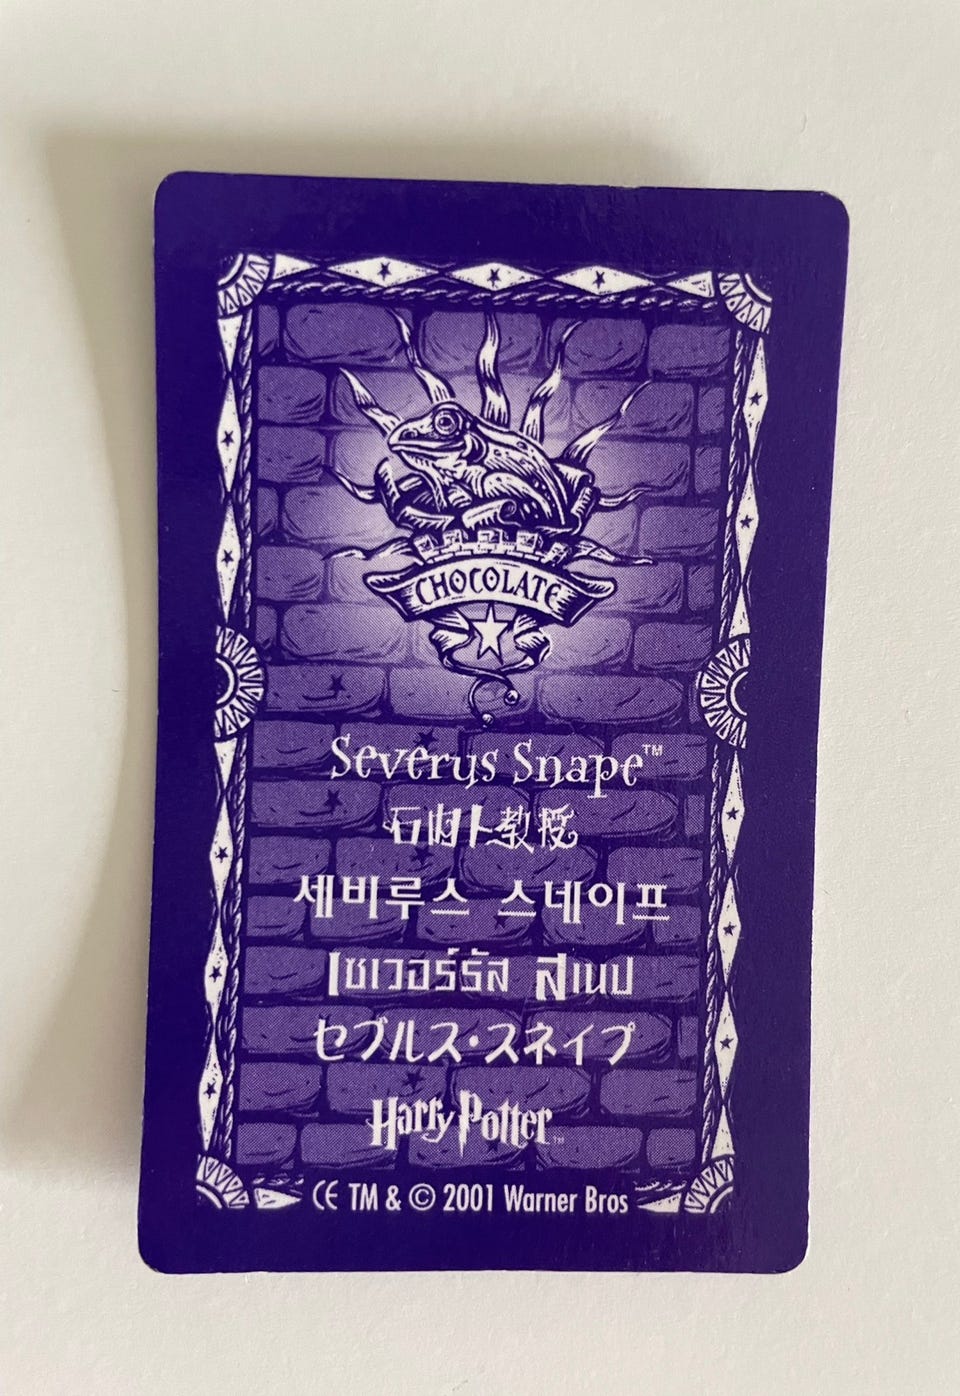 CHOCOLATE
Severus Snape™
石內卜教授
세비루스 스네이프
เซเวอร์รัส สเนป
セブルス・スネイプ
Harry Potter™
CE TM & © 2001 Warner Bros